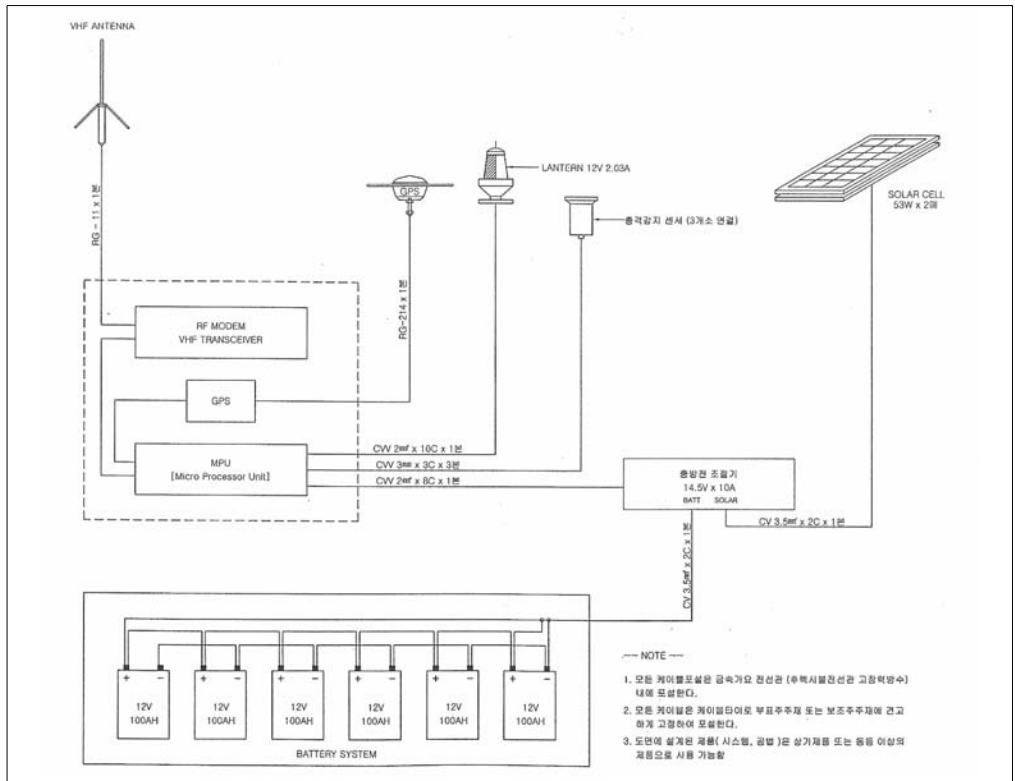 VHF ANTENNA
RG - 11 x 1본
GPS
LANTERN 12V 2.03A
충격감지 센서 (3개소 연결)
SOLAR CELL
53W x 2매
RG-214 x 1본
RF MODEM
VHF TRANSCEIVER
GPS
MPU
[Micro Processor Unit]
CVV 2㎟ x 16C x 1본
CVV 3㎜ x 3C x 3본
CVV 2㎟ x 8C x 1본
충방전 조절기
14.5V x 10A
BATT SOLAR
CV 3.5㎟ x 2C x 1본
CV 3.5㎟ x 2C x 1본
+ − + − + − + − + − + −
12V 12V 12V 12V 12V 12V
100AH 100AH 100AH 100AH 100AH 100AH
BATTERY SYSTEM
~~ NOTE ~~
1. 모든 케이블포설은 금속가요 전선관 (후렉시블전선관 고장력방수)
내에 포설한다.
2. 모든 케이블은 케이블타이로 부표주주재 또는 보조주주재에 견고
하게 고정하여 포설한다.
3. 도면에 설계된 제품( 시스템, 공법 )은 상기제품 또는 동등 이상의
제품으로 사용 가능함